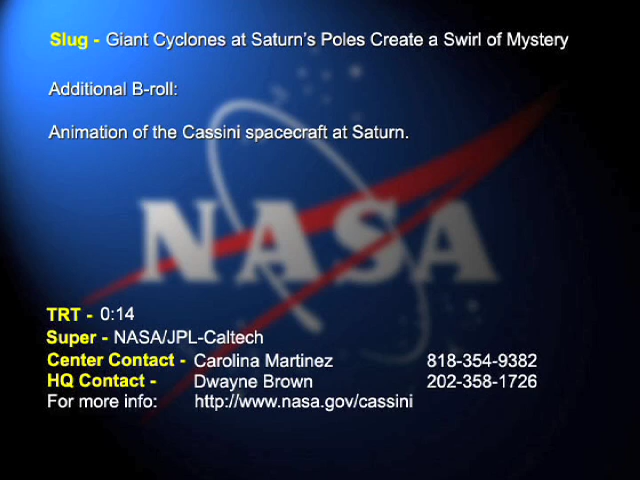 Slug - Giant Cyclones at Saturn's Poles Create a Swirl of Mystery
Additional B-roll:
Animation of the Cassini spacecraft at Saturn.
NASA
TRT - 0:14
Super - NASA/JPL-Caltech
Center Contact - Carolina Martinez 818-354-9382
HQ Contact - Dwayne Brown 202-358-1726
For more info: http://www.nasa.gov/cassini